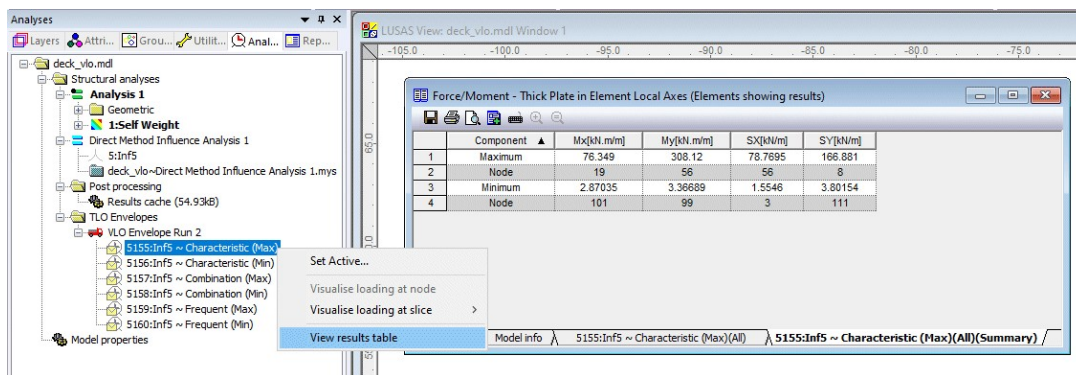 Analyses
Layers Attri... Grou... Utilit... Anal... Rep...
deck_vlo.mdl
Structural analyses
Analysis 1
Geometric
1:Self Weight
Direct Method Influence Analysis 1
5:Inf5
deck_vlo~Direct Method Influence Analysis 1.mys
Post processing
Results cache (54.93kB)
TLO Envelopes
VLO Envelope Run 2
5155:Inf5 ~ Characteristic (Max)
5156:Inf5 ~ Characteristic (Min)
5157:Inf5 ~ Combination (Max)
5158:Inf5 ~ Combination (Min)
5159:Inf5 ~ Frequent (Max)
5160:Inf5 ~ Frequent (Min)
Model properties
Set Active...
Visualise loading at node
Visualise loading at slice >
View results table
LUSAS View: deck_vlo.mdl Window 1
-105.0 -100.0 -95.0 -90.0 -85.0 -80.0 -75.0
65.0
Force/Moment - Thick Plate in Element Local Axes (Elements showing results)
Component ▲ Mx[kN.m/m] My[kN.m/m] SX[kN/m] SY[kN/m]
1 Maximum 76.349 308.12 78.7695 166.881
2 Node 19 56 56 8
3 Minimum 2.87035 3.36689 1.5546 3.80154
4 Node 101 99 3 111
Model info 5155:Inf5 ~ Characteristic (Max)(All) 5155:Inf5 ~ Characteristic (Max)(All)(Summary)